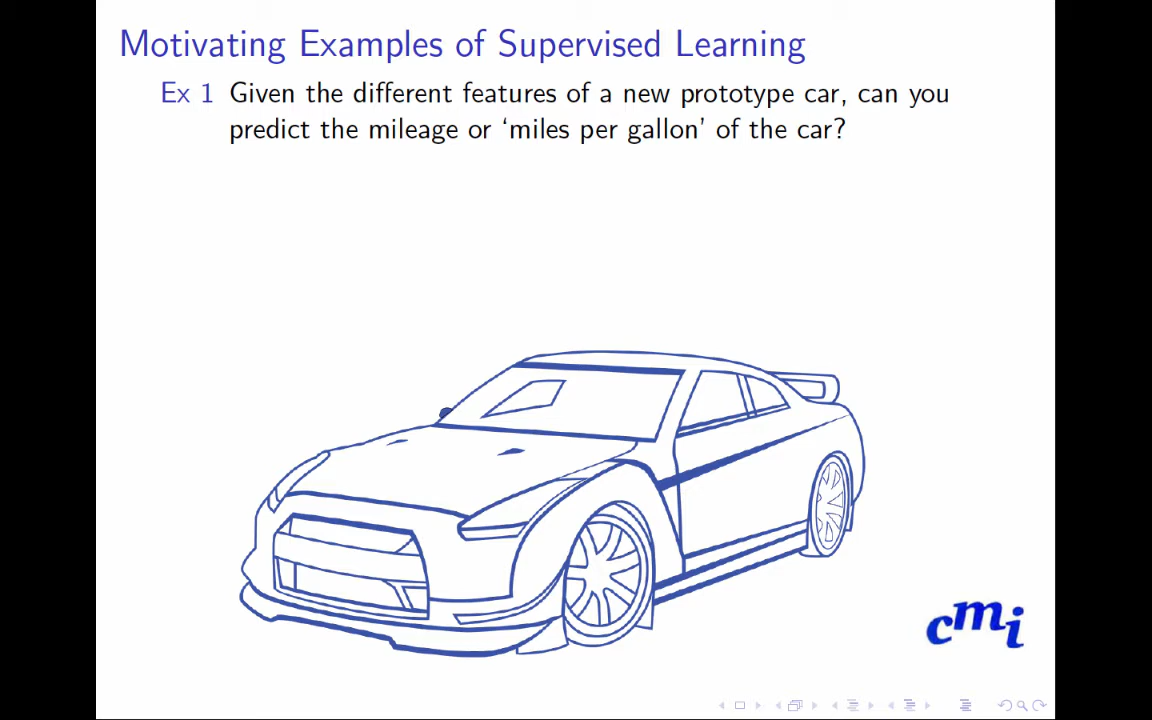 Motivating Examples of Supervised Learning
Ex 1 Given the different features of a new prototype car, can you
predict the mileage or ‘miles per gallon’ of the car?
cmi